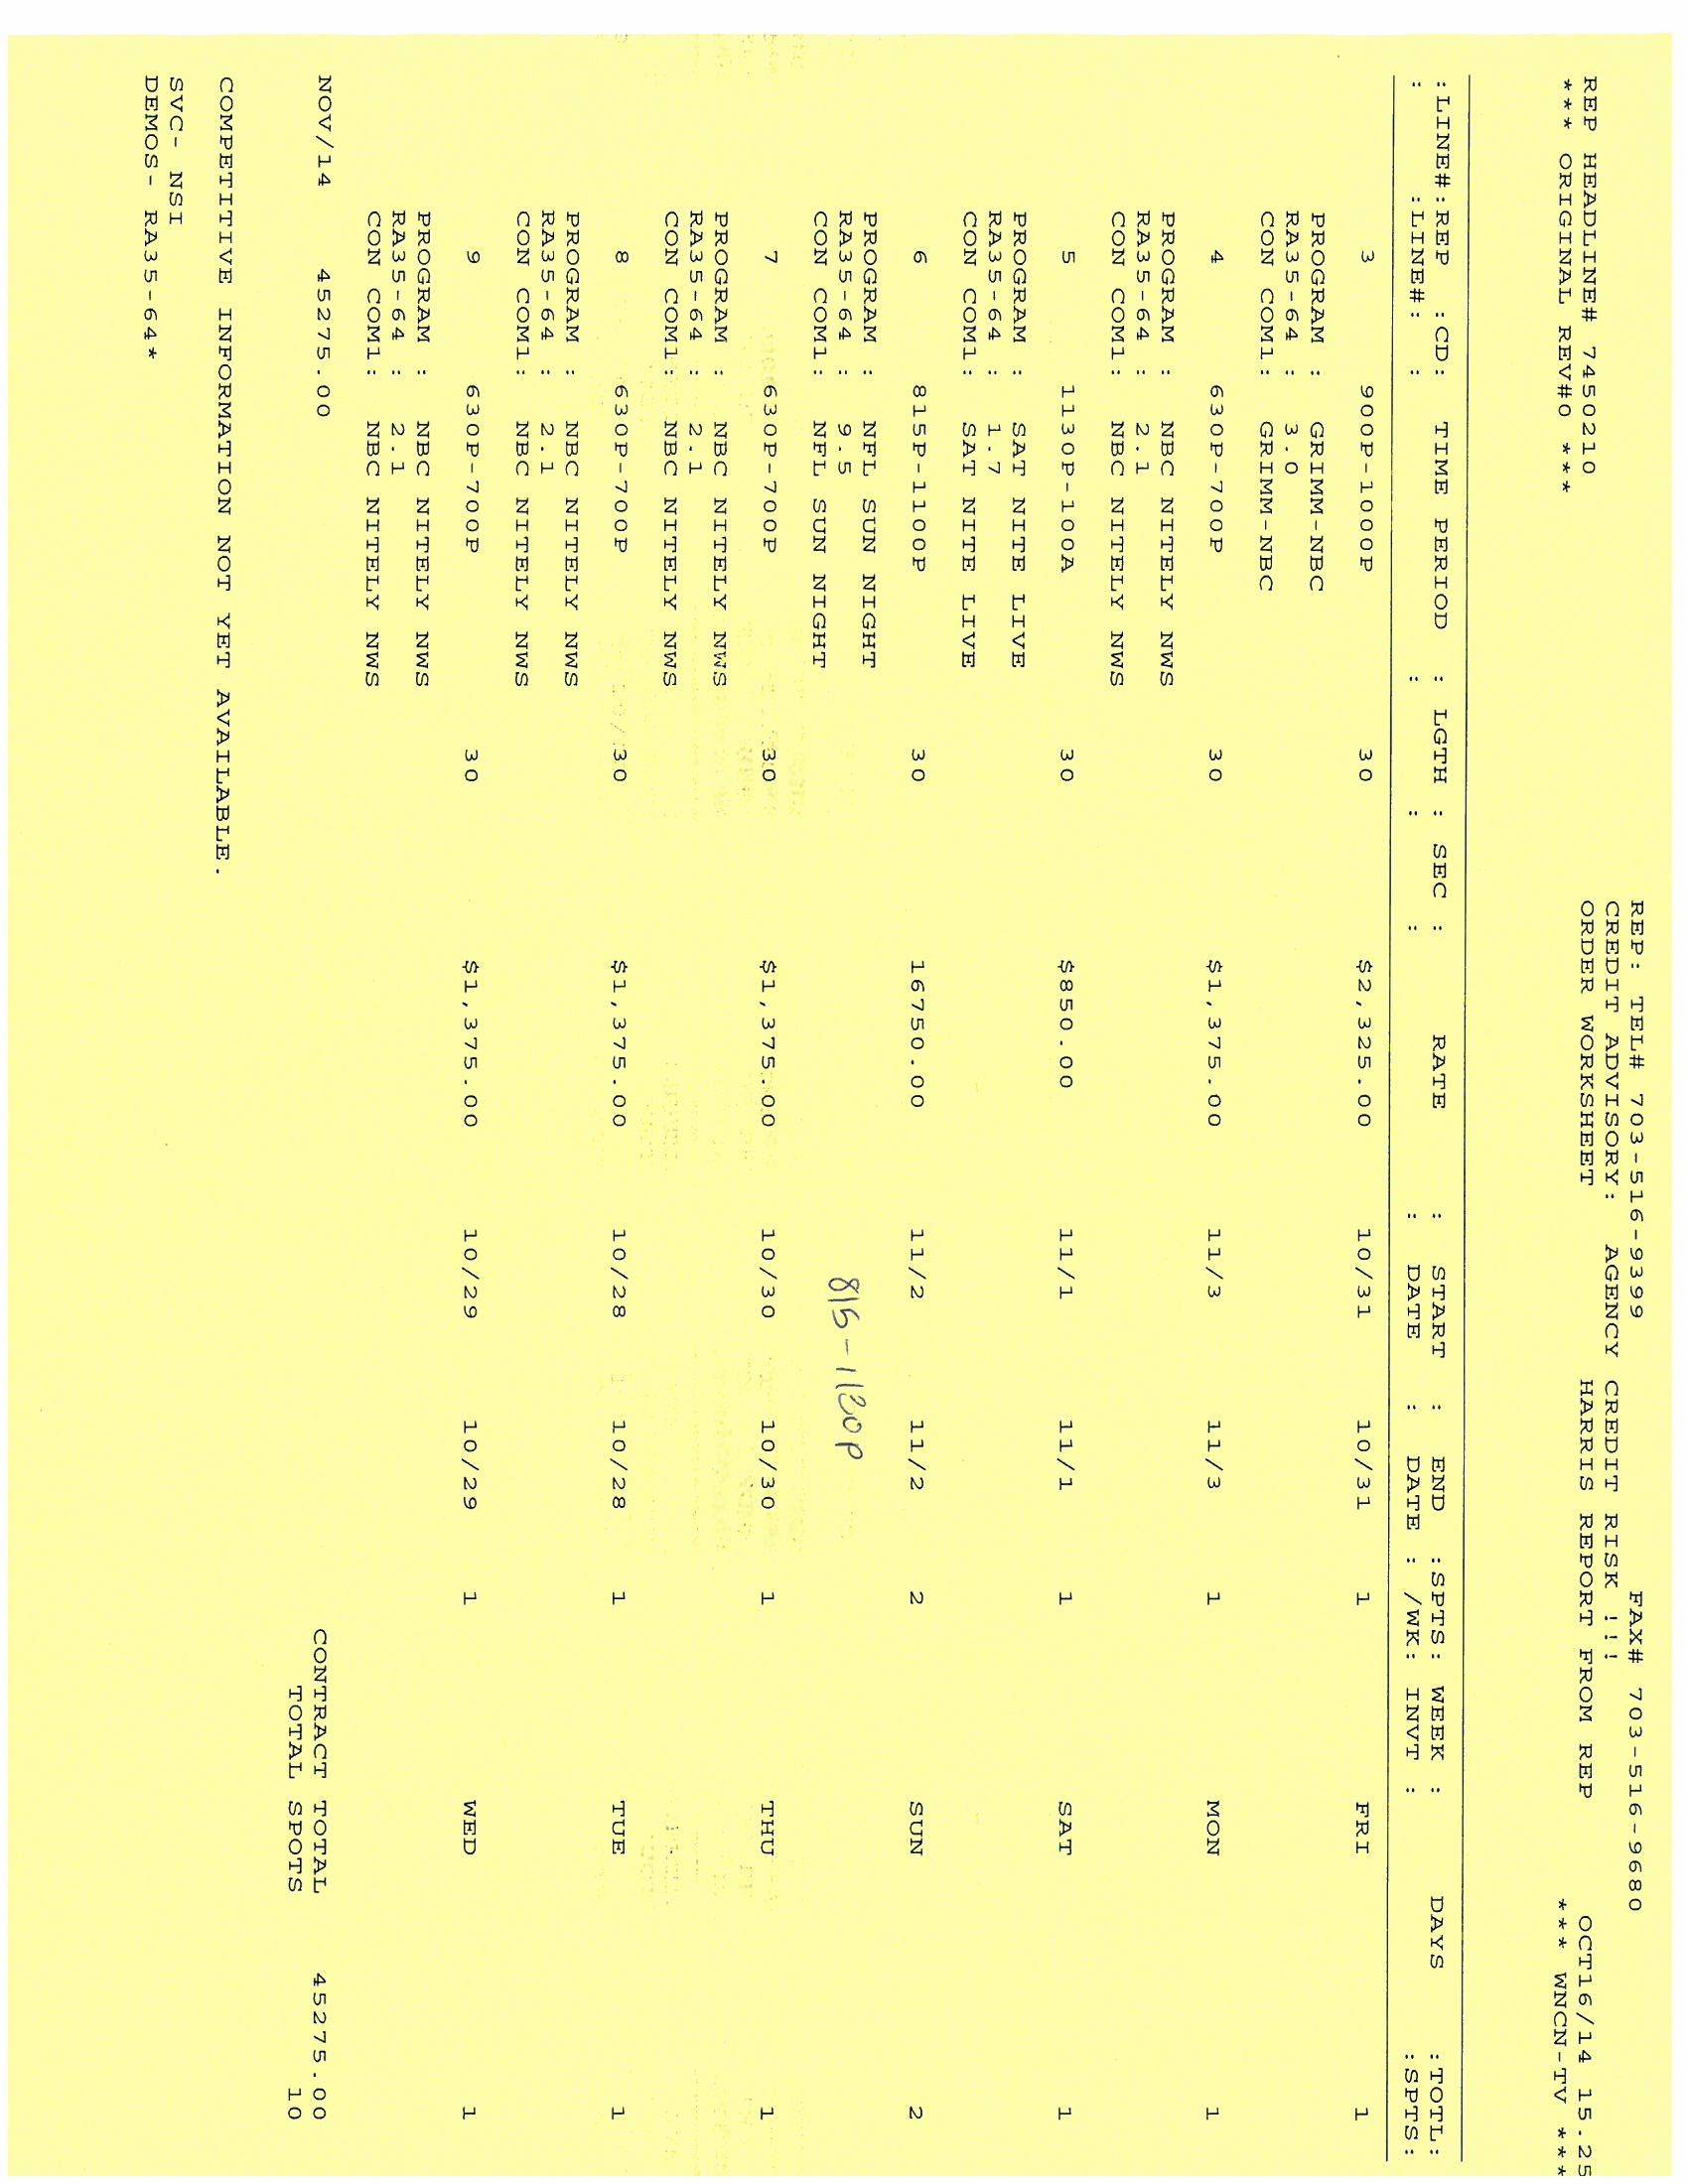 REP: TEL# 703-516-9399 FAX# 703-516-9680
CREDIT ADVISORY: AGENCY CREDIT RISK !!!
REP HEADLINE# 7450210 ORDER WORKSHEET HARRIS REPORT FROM REP OCT16/14 15.25
*** ORIGINAL REV#0 *** *** WNCN-TV ***
:LINE#:REP :CD: TIME PERIOD : LGTH : SEC : RATE : START : END :SPTS: WEEK : DAYS :TOTL:
: :LINE#: : : : : DATE : DATE : /WK: INVT : :SPTS:
3 900P-1000P 30 $2,325.00 10/31 10/31 1 FRI 1
PROGRAM : GRIMM-NBC
RA35-64 : 3.0
CON COM1: GRIMM-NBC
4 630P-700P 30 $1,375.00 11/3 11/3 1 MON 1
PROGRAM : NBC NITELY NWS
RA35-64 : 2.1
CON COM1: NBC NITELY NWS
5 1130P-100A 30 $850.00 11/1 11/1 1 SAT 1
PROGRAM : SAT NITE LIVE
RA35-64 : 1.7
CON COM1: SAT NITE LIVE
6 815P-1100P 30 16750.00 11/2 11/2 2 SUN 2
PROGRAM : NFL SUN NIGHT
RA35-64 : 9.5
CON COM1: NFL SUN NIGHT
815-1130P
7 630P-700P 30 $1,375.00 10/30 10/30 1 THU 1
PROGRAM : NBC NITELY NWS
RA35-64 : 2.1
CON COM1: NBC NITELY NWS
8 630P-700P 30 $1,375.00 10/28 10/28 1 TUE 1
PROGRAM : NBC NITELY NWS
RA35-64 : 2.1
CON COM1: NBC NITELY NWS
9 630P-700P 30 $1,375.00 10/29 10/29 1 WED 1
PROGRAM : NBC NITELY NWS
RA35-64 : 2.1
CON COM1: NBC NITELY NWS
NOV/14 45275.00 CONTRACT TOTAL 45275.00
TOTAL SPOTS 10
COMPETITIVE INFORMATION NOT YET AVAILABLE.
SVC- NSI
DEMOS- RA35-64*